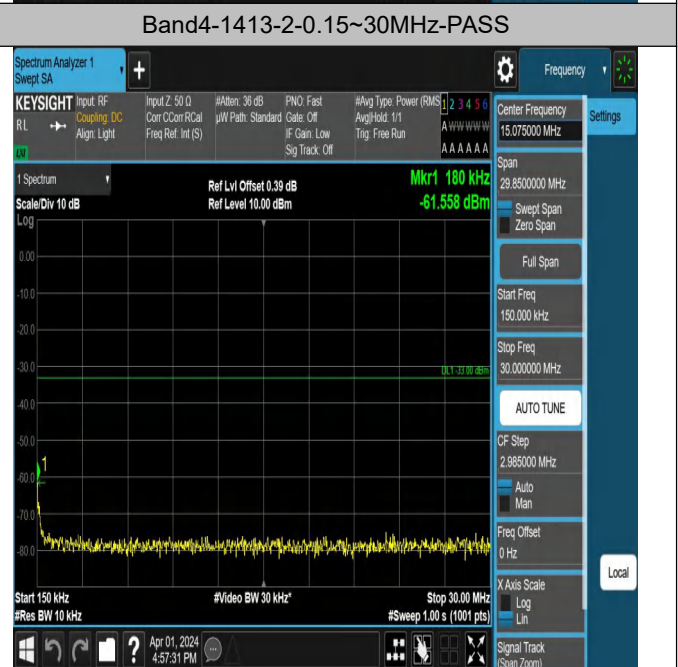 Band4-1413-2-0.15~30MHz-PASS
Spectrum Analyzer 1
Swept SA
+
Frequency
KEYSIGHT
RL
Input: RF
Coupling: DC
Align: Light
Input Z: 50 Ω
Corr CCorr RCal
Freq Ref: Int (S)
#Atten: 36 dB
µW Path: Standard
PNO: Fast
Gate: Off
IF Gain: Low
Sig Track: Off
#Avg Type: Power (RMS
Avg|Hold: 1/1
Trig: Free Run
1 2 3 4 5 6
A W W W W W
A A A A A A
Center Frequency
15.075000 MHz
Settings
1 Spectrum
Scale/Div 10 dB
Log
Ref Lvl Offset 0.39 dB
Ref Level 10.00 dBm
Mkr1 180 kHz
-61.558 dBm
Span
29.8500000 MHz
Swept Span
Zero Span
Full Span
Start Freq
150.000 kHz
Stop Freq
30.000000 MHz
AUTO TUNE
CF Step
2.985000 MHz
Auto
Man
Freq Offset
0 Hz
X Axis Scale
Log
Lin
Signal Track
(Span Zoom)
Local
0.00
-10.0
-20.0
-30.0
DL1 -33.00 dBm
-40.0
-50.0
1
-60.0
-70.0
-80.0
Start 150 kHz
#Res BW 10 kHz
#Video BW 30 kHz*
Stop 30.00 MHz
#Sweep 1.00 s (1001 pts)
?
Apr 01, 2024
4:57:31 PM